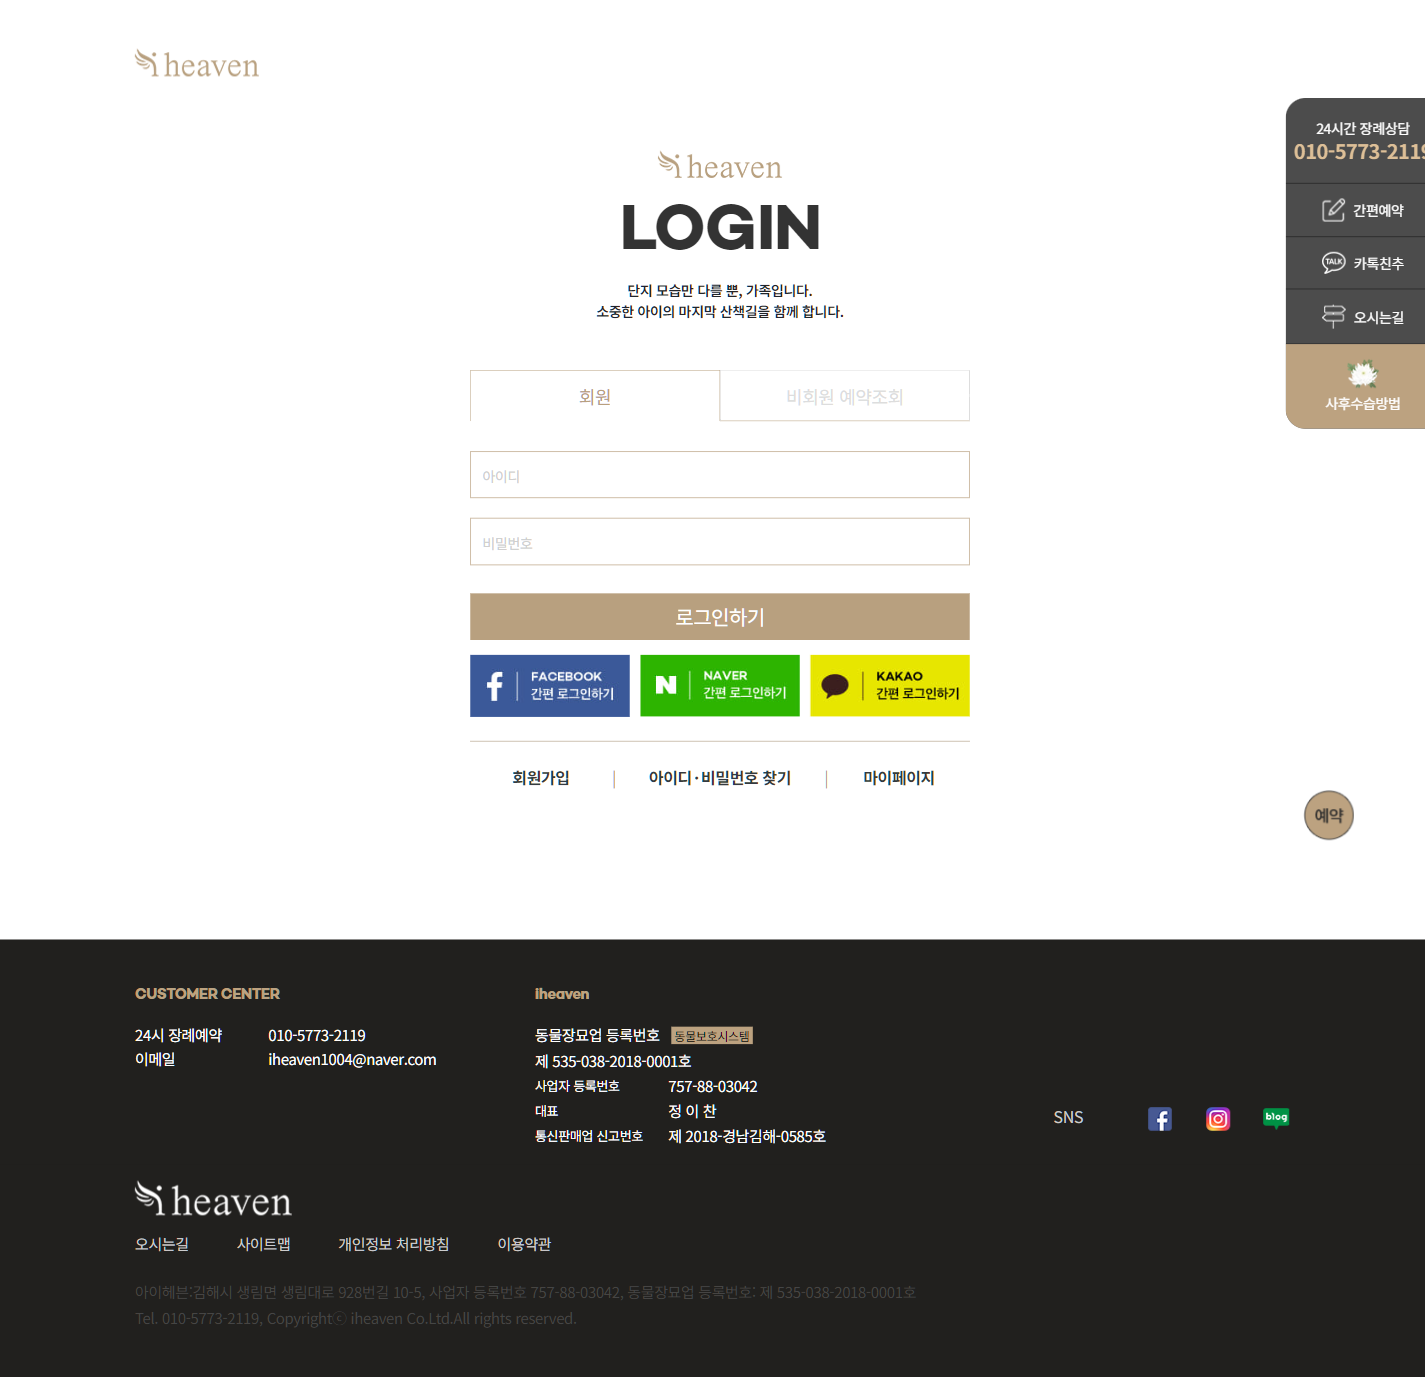 i heaven
24시간 장례상담
010-5773-2119
간편예약
TALK 카톡친추
오시는길
사후수습방법
i heaven
LOGIN
단지 모습만 다를 뿐, 가족입니다.
소중한 아이의 마지막 산책길을 함께 합니다.
회원 비회원 예약조회
아이디
비밀번호
로그인하기
FACEBOOK
간편 로그인하기
N NAVER
간편 로그인하기
KAKAO
간편 로그인하기
회원가입 | 아이디·비밀번호 찾기 | 마이페이지
예약
CUSTOMER CENTER
24시 장례예약 010-5773-2119
이메일 iheaven1004@naver.com
iheaven
동물장묘업 등록번호 동물보호시스템
제 535-038-2018-0001호
사업자 등록번호 757-88-03042
대표 정 이 찬
통신판매업 신고번호 제 2018-경남김해-0585호
SNS blog
i heaven
오시는길 사이트맵 개인정보 처리방침 이용약관
아이헤븐:김해시 생림면 생림대로 928번길 10-5, 사업자 등록번호 757-88-03042, 동물장묘업 등록번호: 제 535-038-2018-0001호
Tel. 010-5773-2119, Copyrightⓒ iheaven Co.Ltd.All rights reserved.